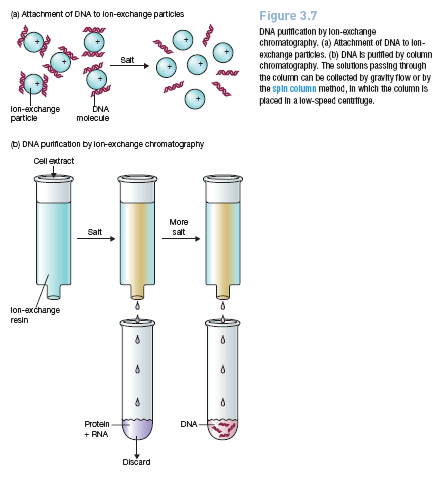 (a) Attachment of DNA to ion-exchange particles
Salt
+
+
+
+
+
+
+
+
+
+
+
Ion-exchange
particle
DNA
molecule
Figure 3.7
DNA purification by ion-exchange
chromatography. (a) Attachment of DNA to ion-
exchange particles. (b) DNA is purified by column
chromatography. The solutions passing through
the column can be collected by gravity flow or by
the spin column method, in which the column is
placed in a low-speed centrifuge.
(b) DNA purification by ion-exchange chromatography
Cell extract
Salt
More
salt
Ion-exchange
resin
Protein
+ RNA
DNA
Discard